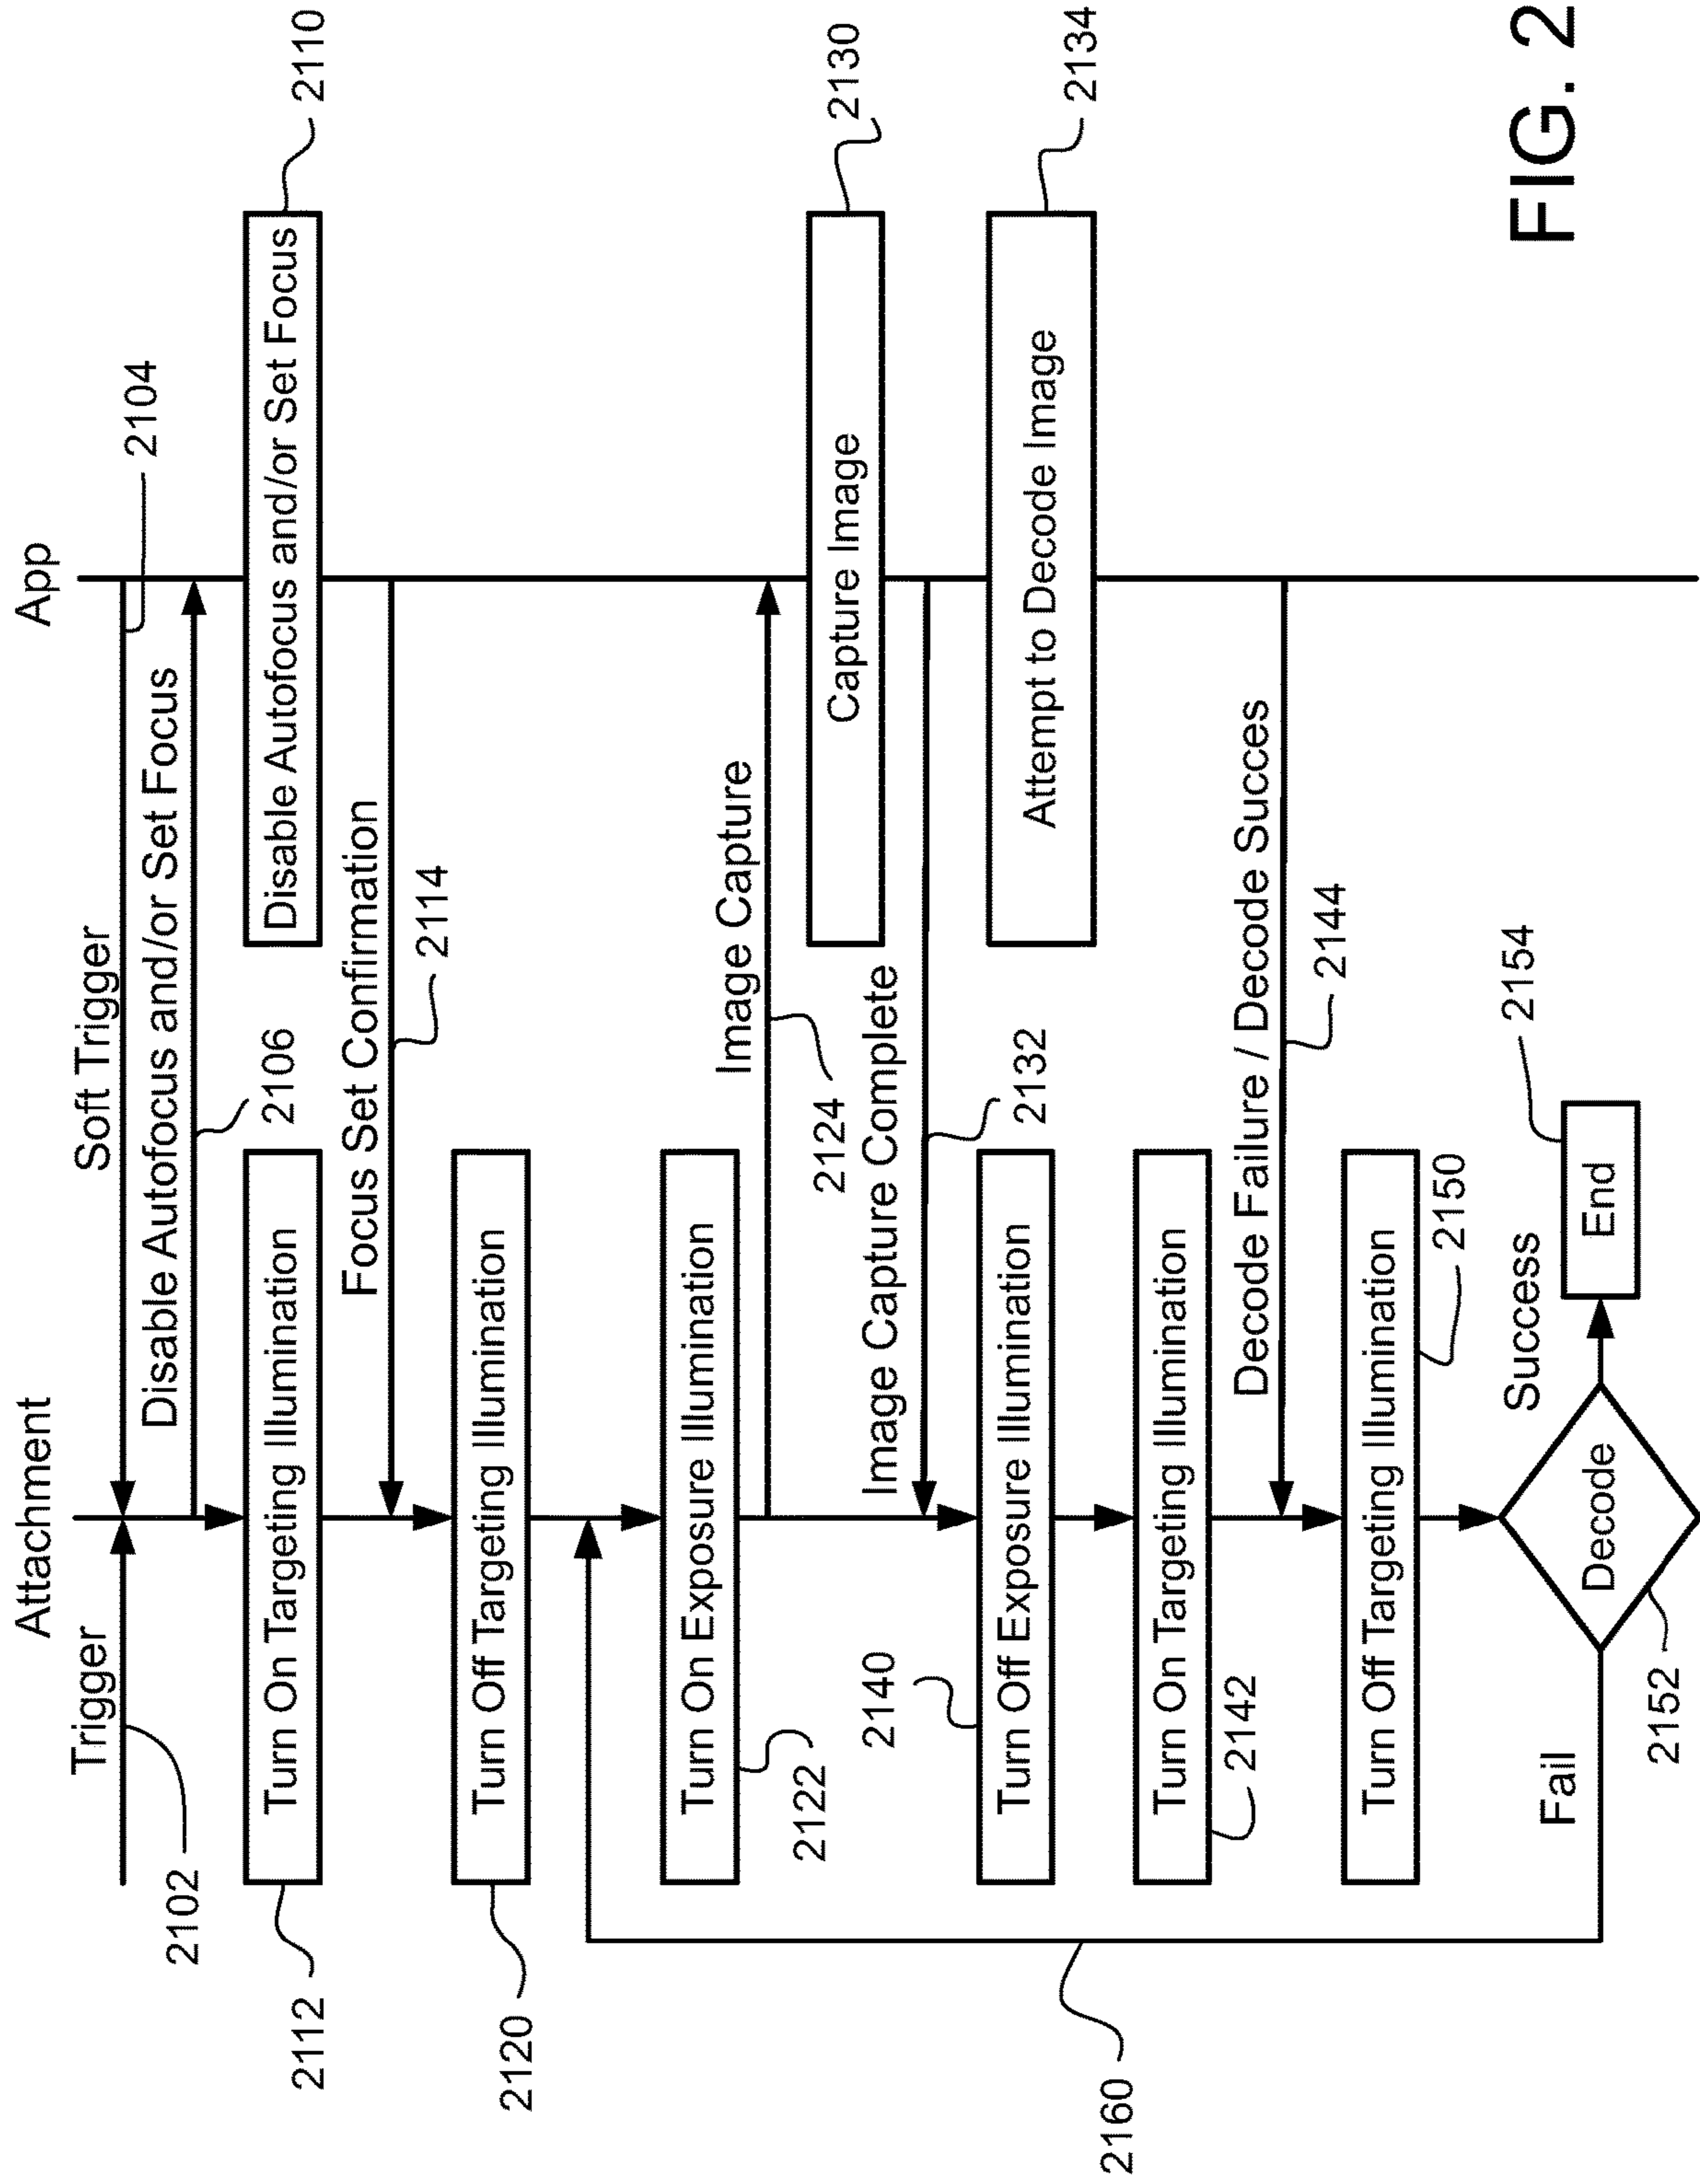 Attachment
App
Trigger
Soft Trigger
2102
2104
Disable Autofocus and/or Set Focus
2106
Turn On Targeting Illumination
2112
Disable Autofocus and/or Set Focus
2110
Focus Set Confirmation
2114
Turn Off Targeting Illumination
2120
Turn On Exposure Illumination
2122
Image Capture
2124
Capture Image
2130
Image Capture Complete
2132
Turn Off Exposure Illumination
2140
Attempt to Decode Image
2134
Turn On Targeting Illumination
2142
Decode Failure / Decode Succes
2144
Turn Off Targeting Illumination
2150
Decode
2152
Success
End
2154
Fail
2160
FIG. 2